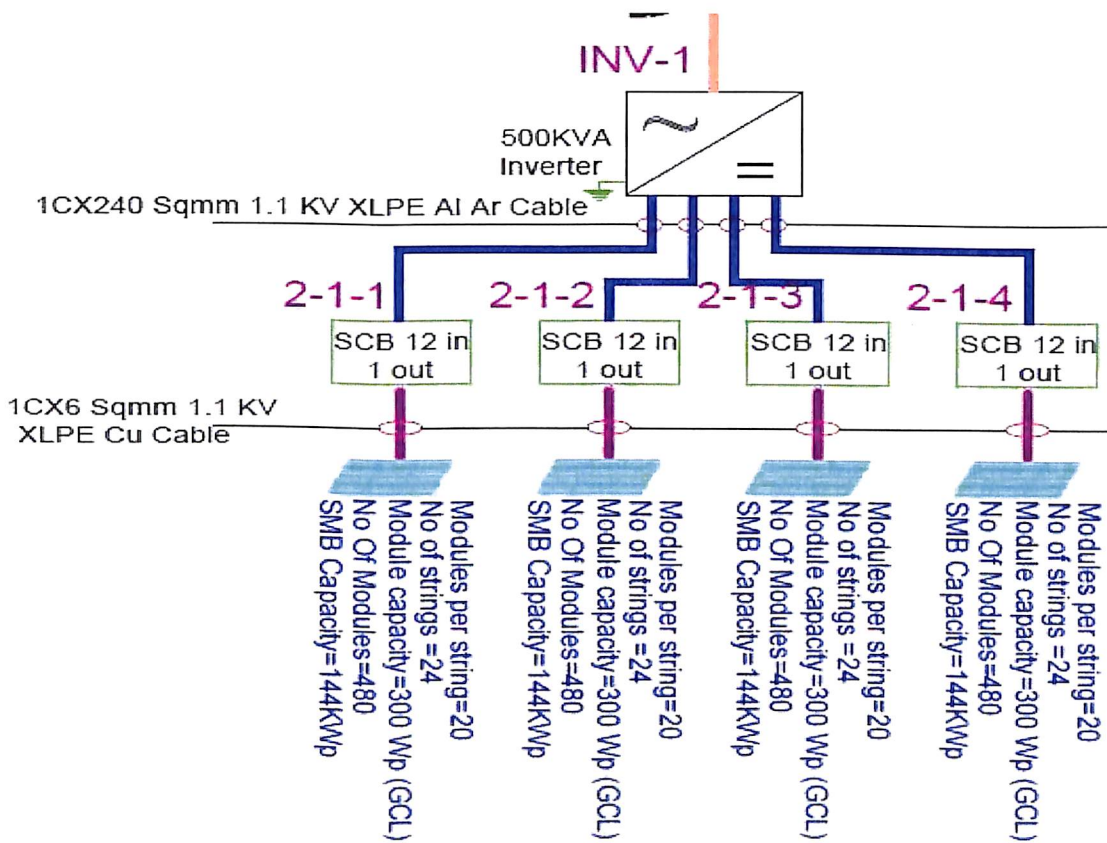 INV-1
500KVA
Inverter
1CX240 Sqmm 1.1 KV XLPE Al Ar Cable
2-1-1
2-1-2
2-1-3
2-1-4
SCB 12 in
1 out
SCB 12 in
1 out
SCB 12 in
1 out
SCB 12 in
1 out
1CX6 Sqmm 1.1 KV
XLPE Cu Cable
Modules per string=20
No of strings =24
Module capacity=300 Wp (GCL)
No Of Modules=480
SMB Capacity=144KWp
Modules per string=20
No of strings =24
Module capacity=300 Wp (GCL)
No Of Modules=480
SMB Capacity=144KWp
Modules per string=20
No of strings =24
Module capacity=300 Wp (GCL)
No Of Modules=480
SMB Capacity=144KWp
Modules per string=20
No of strings =24
Module capacity=300 Wp (GCL)
No Of Modules=480
SMB Capacity=144KWp